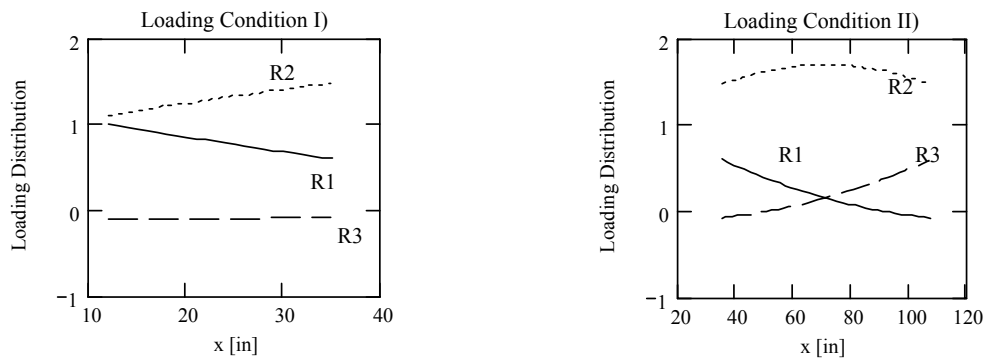 Loading Condition I)
2
1
0
−1
10
20
30
40
R2
R1
R3
Loading Distribution
x [in]
Loading Condition II)
2
1
0
−1
20
40
60
80
100
120
R2
R1
R3
Loading Distribution
x [in]